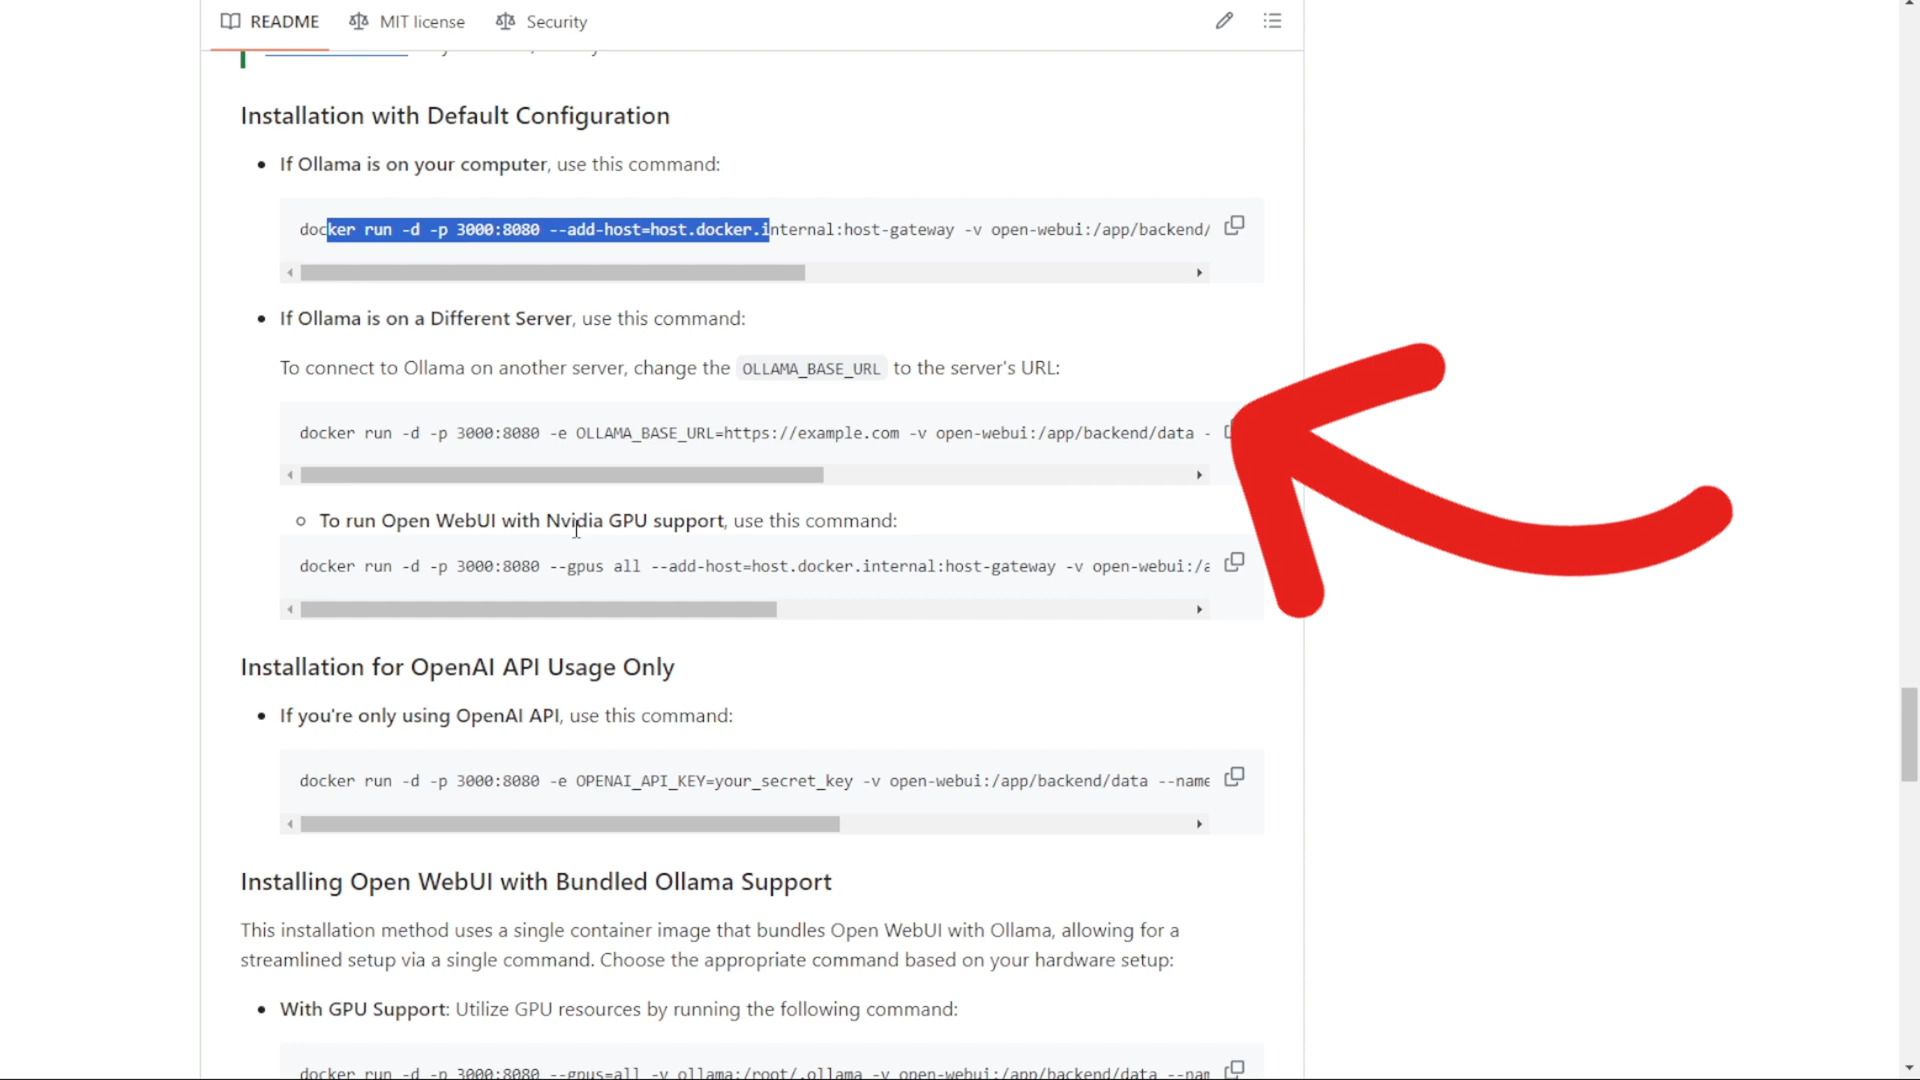 README MIT license Security
Installation with Default Configuration
• If Ollama is on your computer, use this command:
docker run -d -p 3000:8080 --add-host=host.docker.internal:host-gateway -v open-webui:/app/backend/
• If Ollama is on a Different Server, use this command:
To connect to Ollama on another server, change the OLLAMA_BASE_URL to the server's URL:
docker run -d -p 3000:8080 -e OLLAMA_BASE_URL=https://example.com -v open-webui:/app/backend/data -
○ To run Open WebUI with Nvidia GPU support, use this command:
docker run -d -p 3000:8080 --gpus all --add-host=host.docker.internal:host-gateway -v open-webui:/a
Installation for OpenAI API Usage Only
• If you're only using OpenAI API, use this command:
docker run -d -p 3000:8080 -e OPENAI_API_KEY=your_secret_key -v open-webui:/app/backend/data --name
Installing Open WebUI with Bundled Ollama Support
This installation method uses a single container image that bundles Open WebUI with Ollama, allowing for a
streamlined setup via a single command. Choose the appropriate command based on your hardware setup:
• With GPU Support: Utilize GPU resources by running the following command:
docker run -d -p 3000:8080 --gpus=all -v ollama:/root/.ollama -v open-webui:/app/backend/data --nam